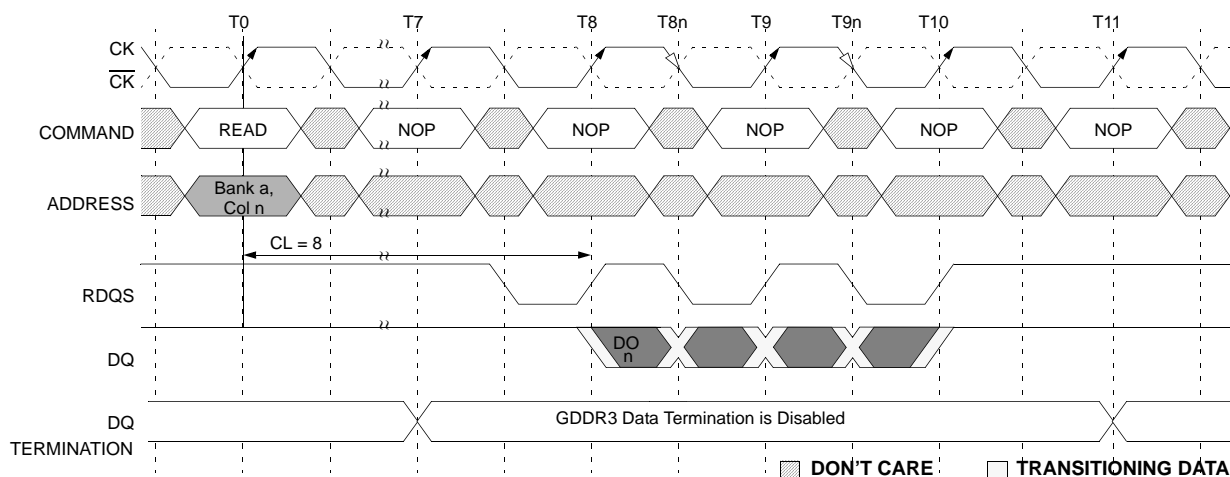 T0 T7 T8 T8n T9 T9n T10 T11
CK
CK
COMMAND READ NOP NOP NOP NOP NOP
ADDRESS Bank a,
Col n
CL = 8
RDQS
DQ DO
n
DQ GDDR3 Data Termination is Disabled
TERMINATION
DON'T CARE TRANSITIONING DATA